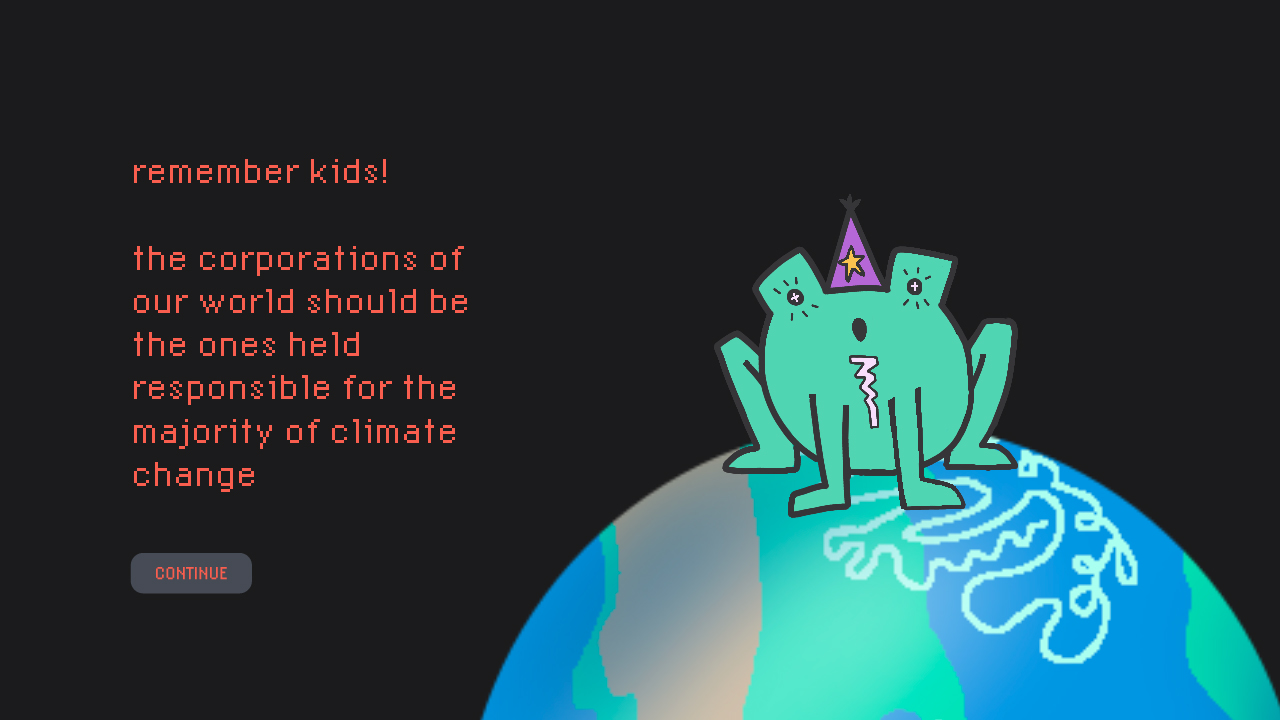 remember kids!
the corporations of
our world should be
the ones held
responsible for the
majority of climate
change
CONTINUE